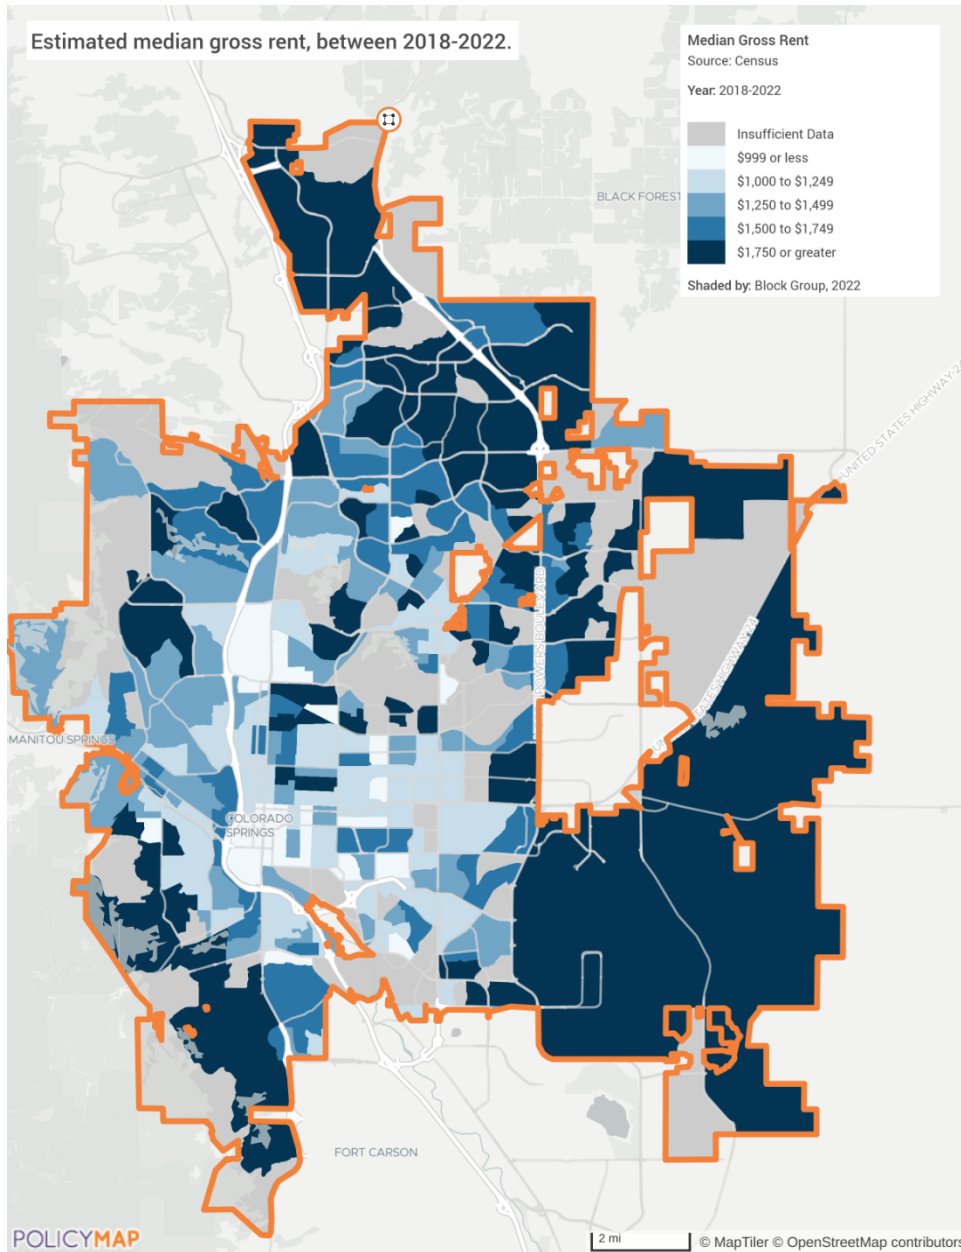 Estimated median gross rent, between 2018-2022.
Median Gross Rent
Source: Census
Year: 2018-2022
Insufficient Data
$999 or less
$1,000 to $1,249
$1,250 to $1,499
$1,500 to $1,749
$1,750 or greater
Shaded by: Block Group, 2022
BLACK FOREST
UNITED STATES HIGHWAY 24
POWERS BOULEVARD
STATES HIGHWAY 24
MANITOU SPRINGS
COLORADO
SPRINGS
FORT CARSON
POLICYMAP
2 mi
© MapTiler © OpenStreetMap contributors